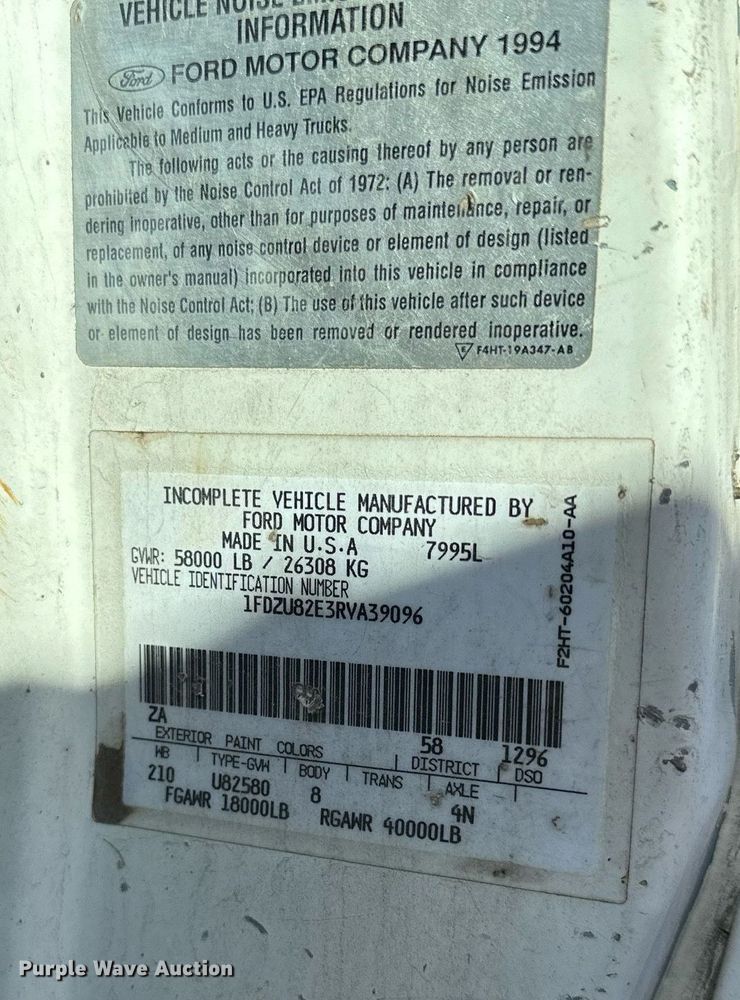 VEHICLE NOISE
INFORMATION
Ford FORD MOTOR COMPANY 1994
This Vehicle Conforms to U.S. EPA Regulations for Noise Emission
Applicable to Medium and Heavy Trucks.
The following acts or the causing thereof by any person are
prohibited by the Noise Control Act of 1972: (A) The removal or ren-
dering inoperative, other than for purposes of maintenance, repair, or
replacement, of any noise control device or element of design (listed
in the owner's manual) incorporated into this vehicle in compliance
with the Noise Control Act; (B) The use of this vehicle after such device
or element of design has been removed or rendered inoperative.
E F4HT-19A347-AB
INCOMPLETE VEHICLE MANUFACTURED BY
FORD MOTOR COMPANY
MADE IN U.S.A 7995L
GVWR: 58000 LB / 26308 KG
VEHICLE IDENTIFICATION NUMBER
1FDZU82E3RVA39096
F2HT-60204A10-AA
ZA 58 1296
EXTERIOR PAINT COLORS DISTRICT DSO
WB TYPE-GVW BODY TRANS AXLE
210 U82580 8 4N
FGAWR 18000LB RGAWR 40000LB
Purple Wave Auction